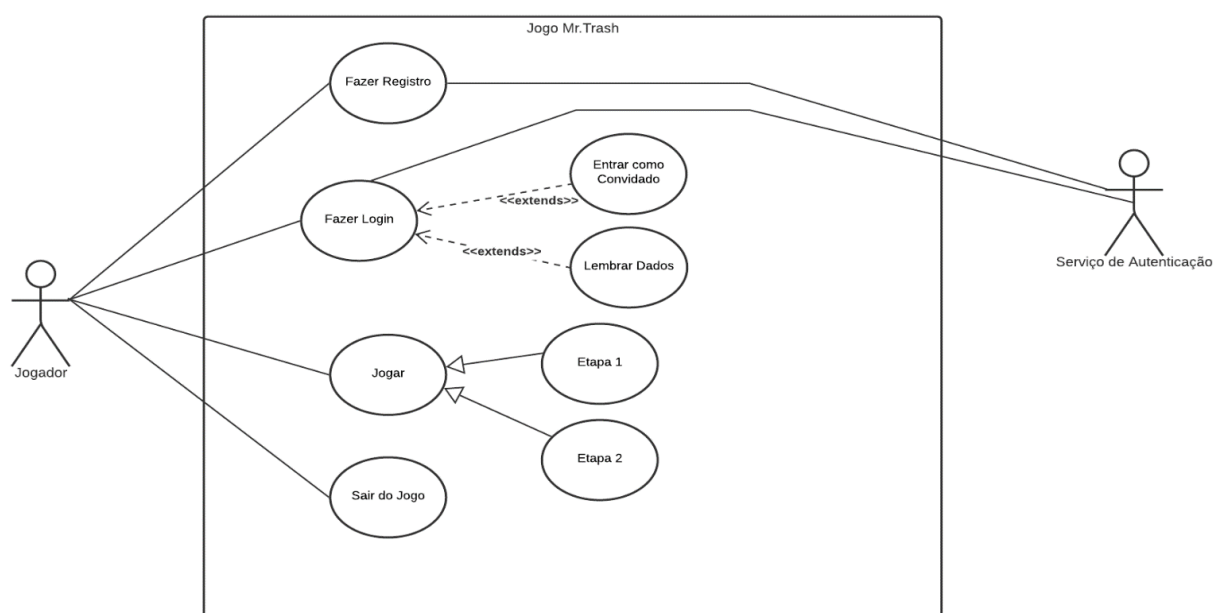 Jogo Mr.Trash
Fazer Registro
Entrar como
Convidado
<<extends>>
Fazer Login
<<extends>>
Lembrar Dados
Serviço de Autenticação
Jogador
Jogar
Etapa 1
Etapa 2
Sair do Jogo